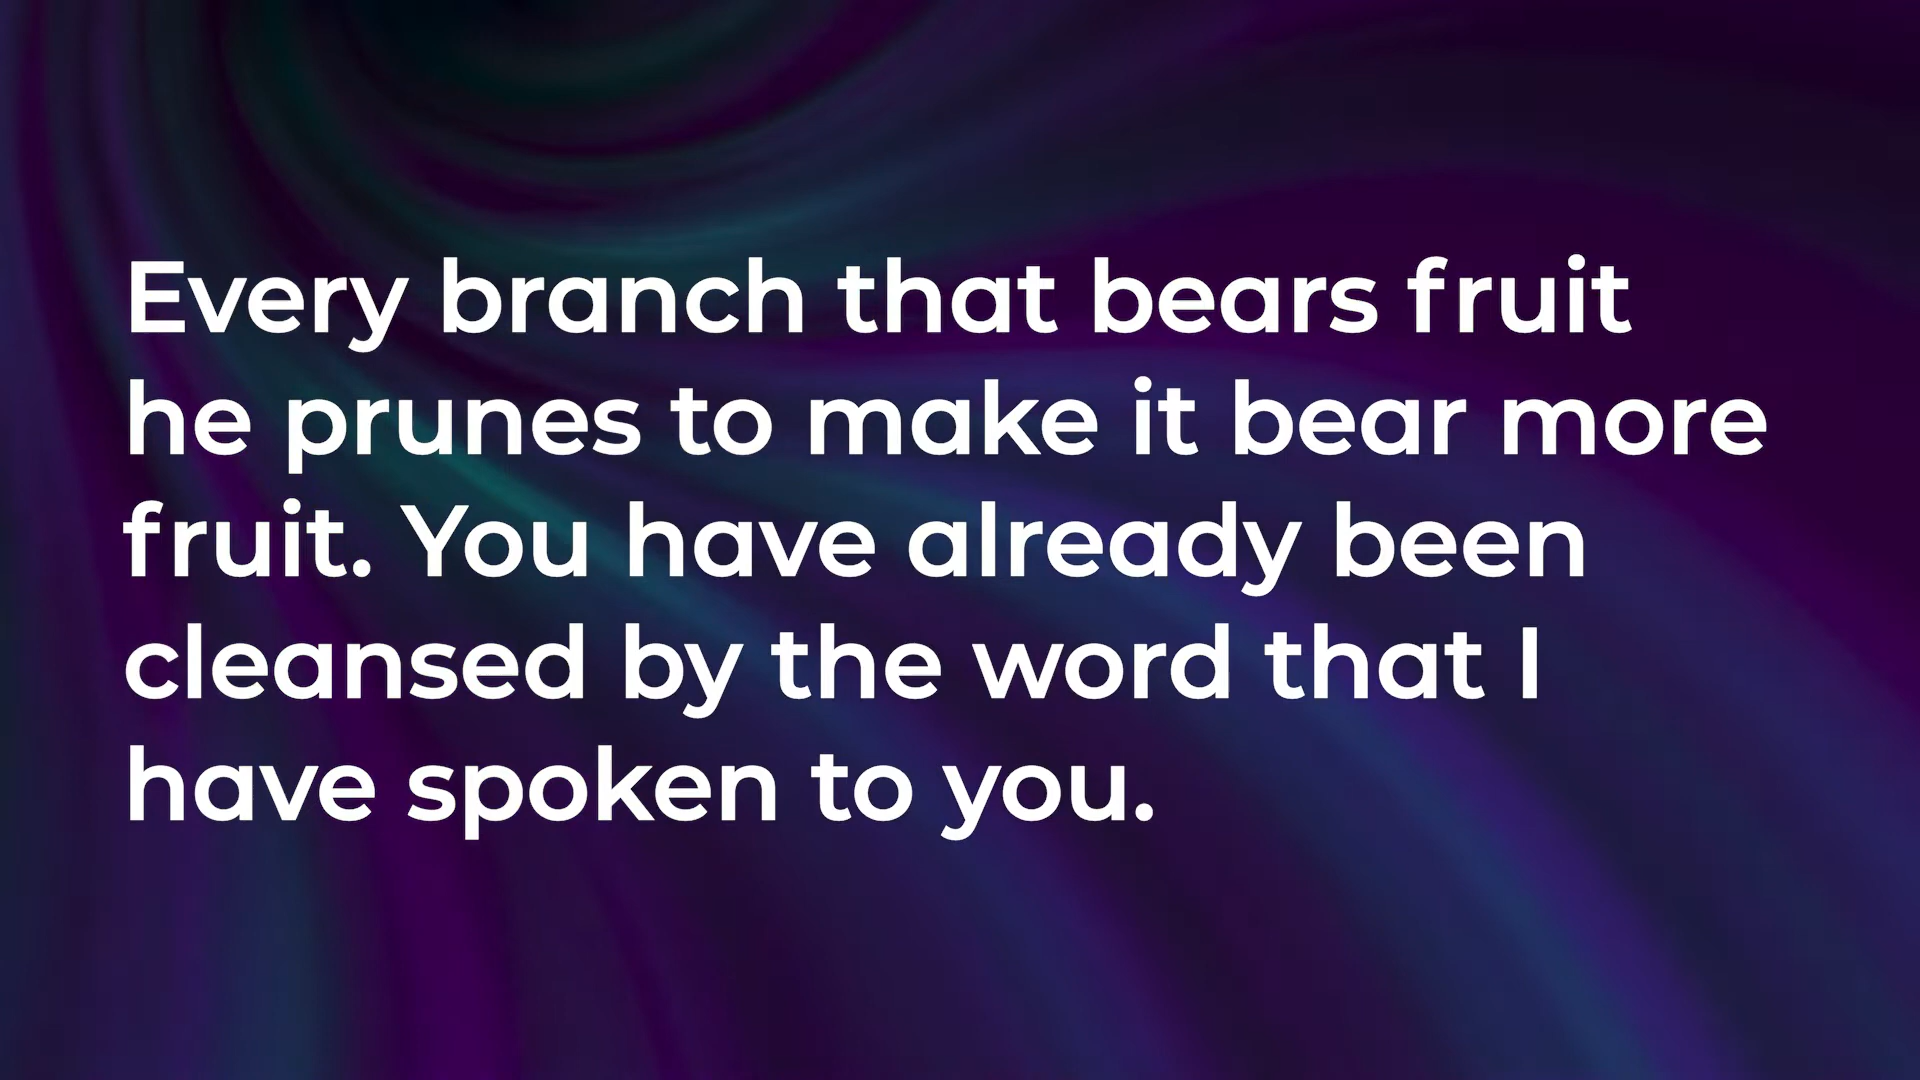 Every branch that bears fruit
he prunes to make it bear more
fruit. You have already been
cleansed by the word that I
have spoken to you.